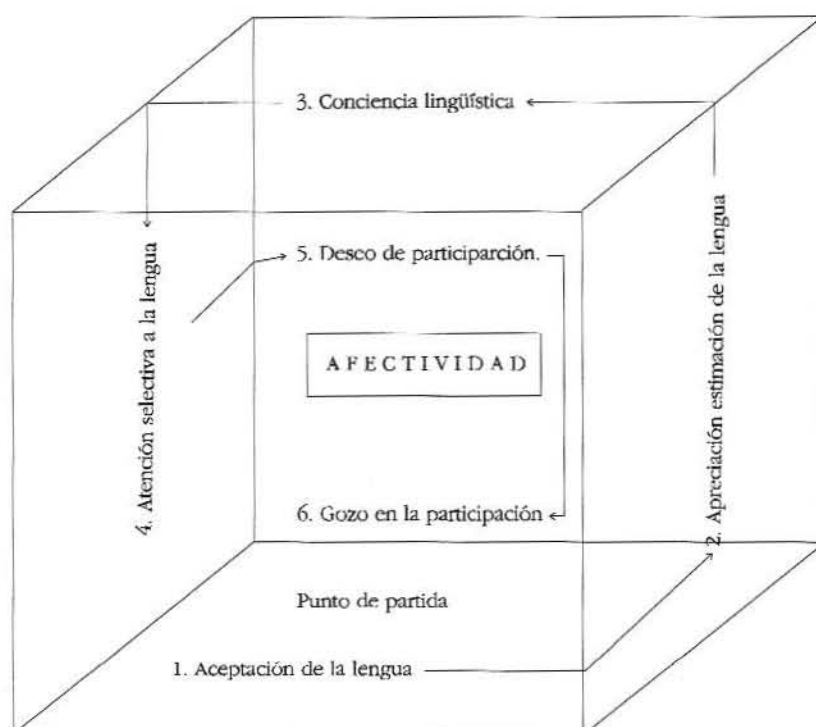 3. Conciencia lingüística
5. Desco de participarción.
AFECTIVIDAD
4. Atención selectiva a la lengua
2. Apreciación estimación de la lengua
6. Gozo en la participación
Punto de partida
1. Aceptación de la lengua